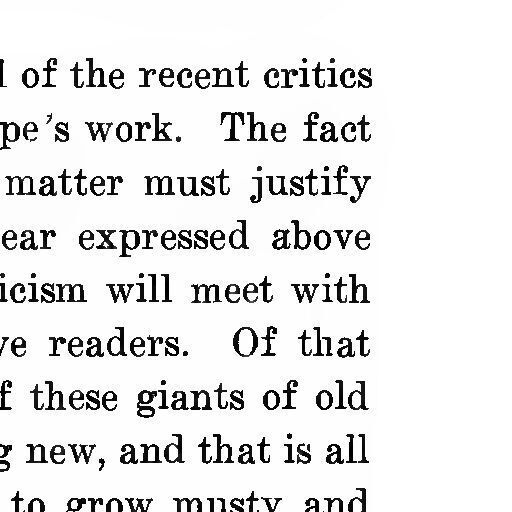 l of the recent critics
pe's work. The fact
matter must justify
ear expressed above
icism will meet with
ve readers. Of that
f these giants of old
g new, and that is all
to grow musty and